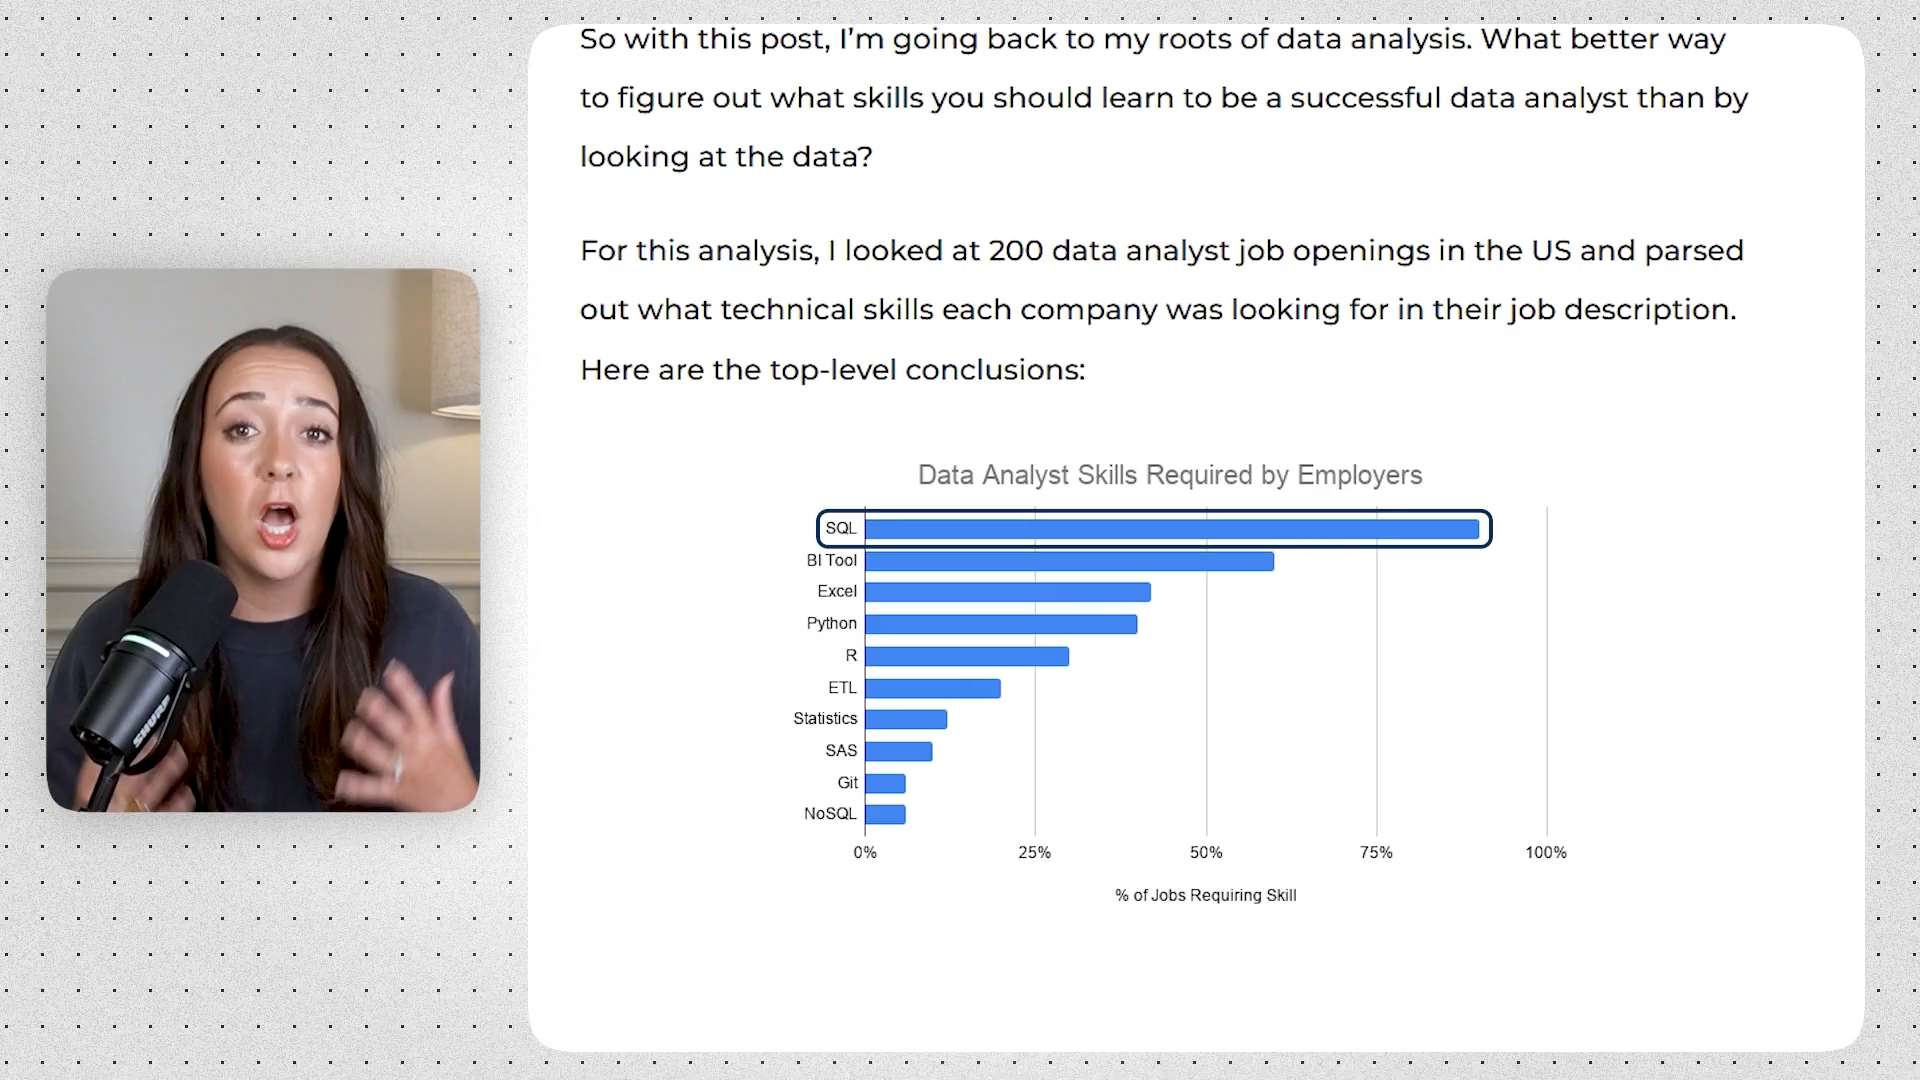 So with this post, I’m going back to my roots of data analysis. What better way
to figure out what skills you should learn to be a successful data analyst than by
looking at the data?
For this analysis, I looked at 200 data analyst job openings in the US and parsed
out what technical skills each company was looking for in their job description.
Here are the top-level conclusions:
Data Analyst Skills Required by Employers
SQL
BI Tool
Excel
Python
R
ETL
Statistics
SAS
Git
NoSQL
0% 25% 50% 75% 100%
% of Jobs Requiring Skill
SHURE